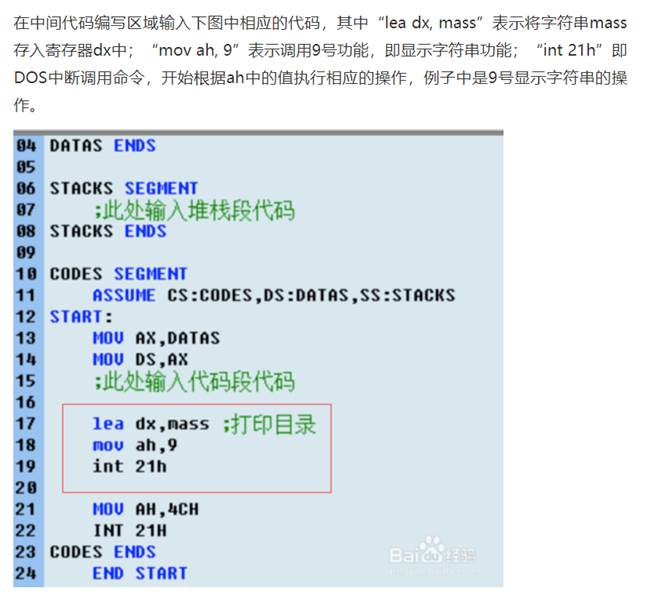 在中间代码编写区域输入下图中相应的代码，其中“lea dx, mass”表示将字符串mass
存入寄存器dx中；“mov ah, 9”表示调用9号功能，即显示字符串功能；“int 21h”即
DOS中断调用命令，开始根据ah中的值执行相应的操作，例子中是9号显示字符串的操
作。
04 DATAS ENDS
05
06 STACKS SEGMENT
07     ;此处输入堆栈段代码
08 STACKS ENDS
09
10 CODES SEGMENT
11     ASSUME CS:CODES,DS:DATAS,SS:STACKS
12 START:
13     MOV AX,DATAS
14     MOV DS,AX
15     ;此处输入代码段代码
16
17     lea dx,mass ;打印目录
18     mov ah,9
19     int 21h
20
21     MOV AH,4CH
22     INT 21H
23 CODES ENDS
24     END START
Bai 经验